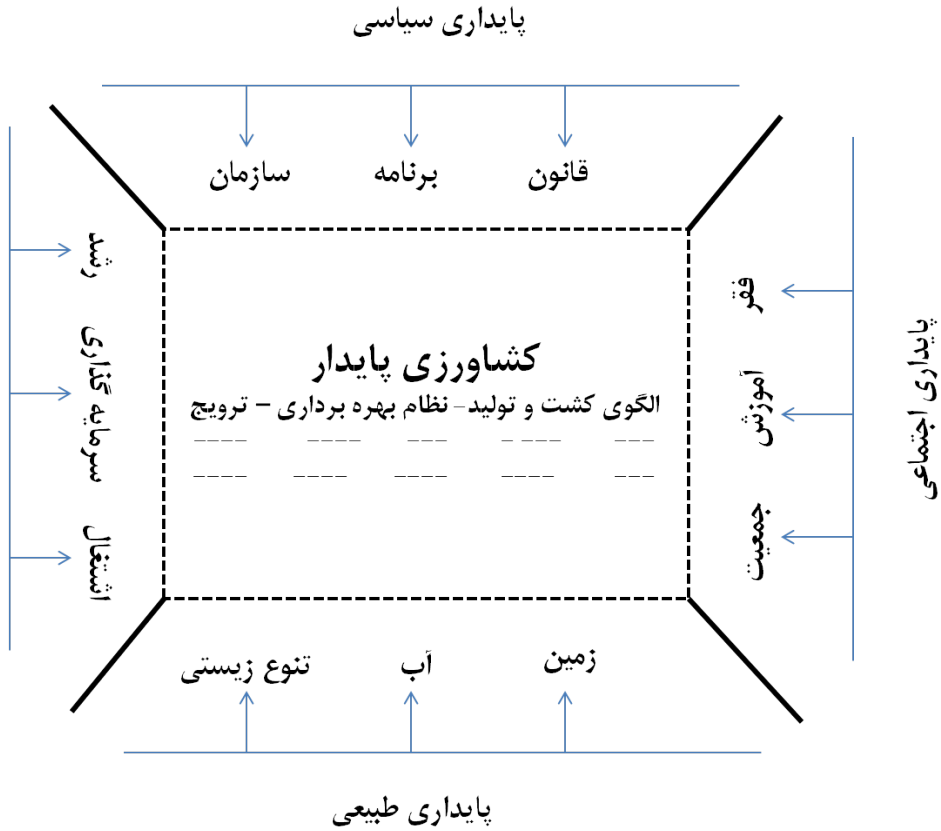 پایداری سیاسی
قانون
برنامه
سازمان
فقر
آموزش
جمعیت
پایداری اجتماعی
کشاورزی پایدار
الگوی کشت و تولید- نظام بهره برداری – ترویج
---- ---- --- - --- ---
---- ---- ---- ---- ---
رشد
سرمایه گذاری
اشتغال
زمین
آب
تنوع زیستی
پایداری طبیعی